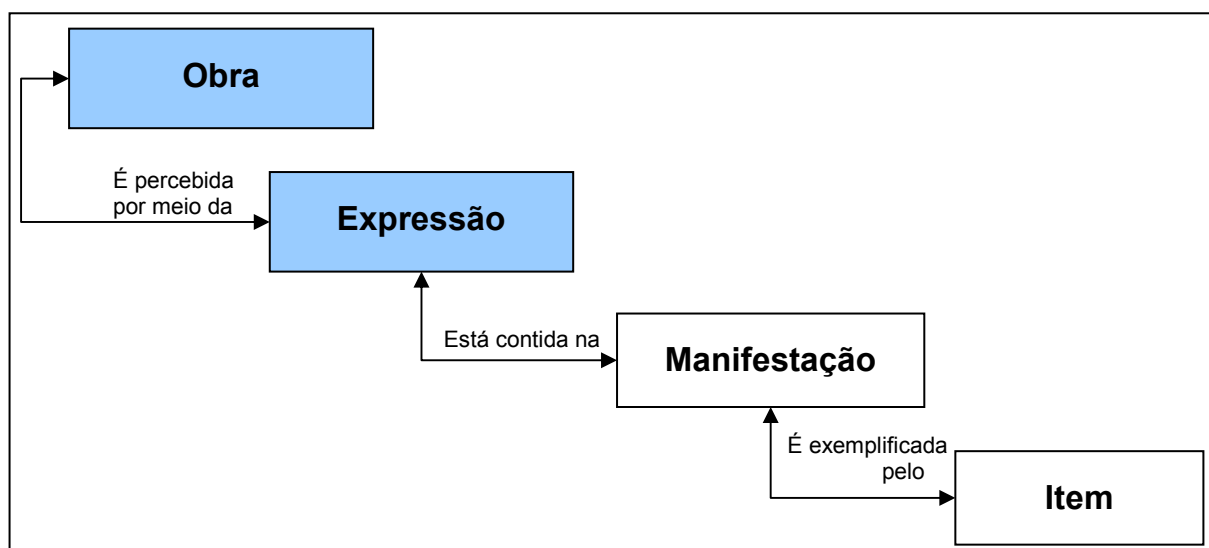 Obra
É percebida
por meio da
Expressão
Está contida na
Manifestação
É exemplificada
pelo
Item